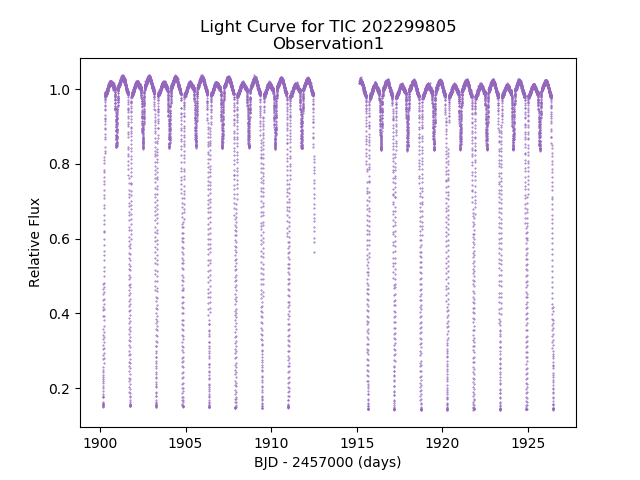 Light Curve for TIC 202299805
Observation1
Relative Flux
1.0
0.8
0.6
0.4
0.2
1900
1905
1910
1915
1920
1925
BJD - 2457000 (days)